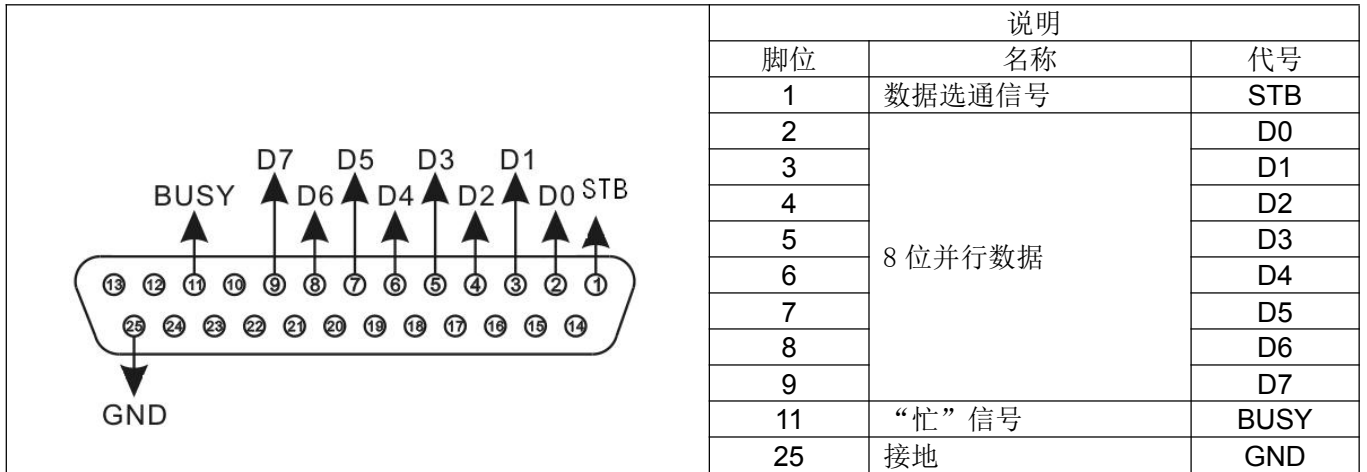 D7 D5 D3 D1
BUSY D6 D4 D2 D0 STB
13 12 11 10 9 8 7 6 5 4 3 2 1
25 24 23 22 21 20 19 18 17 16 15 14
GND
说明
脚位 名称 代号
1 数据选通信号 STB
2 D0
3 D1
4 D2
5 D3
8位并行数据
6 D4
7 D5
8 D6
9 D7
11 “忙”信号 BUSY
25 接地 GND